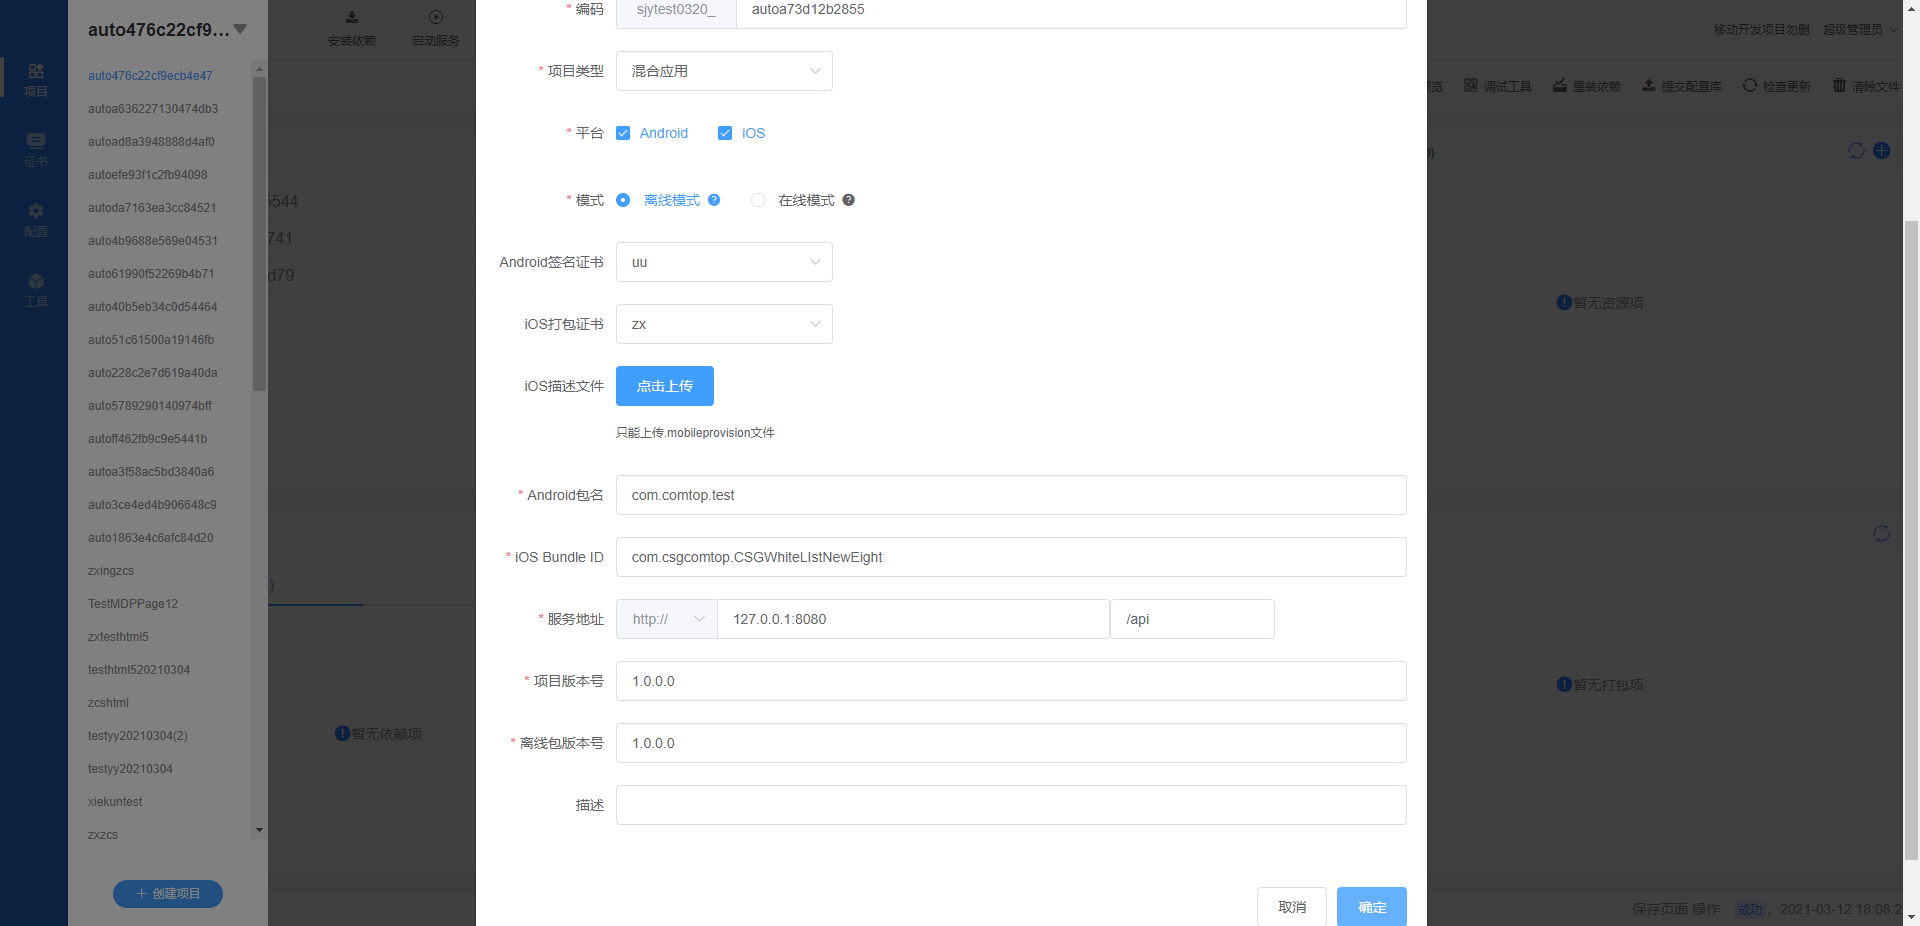 auto476c22cf9...
项目
证书
配置
工具
auto476c22cf9ecb4e47
autoa636227130474db3
autoad8a3948888d4af0
autoefe93f1c2fb94098
autoda7163ea3cc84521
auto4b9688e569e04531
auto61990f52269b4b71
auto40b5eb34c0d54464
auto51c61500a19146fb
auto228c2e7d619a40da
auto5789290140974bff
autoff462fb9c9e5441b
autoa3f58ac5bd3840a6
auto3ce4ed4b906648c9
auto1863e4c6afc84d20
zxingzcs
TestMDPPage12
zxtesthtml5
testhtml520210304
zcshtml
testyy20210304(2)
testyy20210304
xiekuntest
zxzcs
创建项目
安装依赖 启动服务
5544
741
d79
)
暂无依赖项
* 编码 sjytest0320_ autoa73d12b2855
* 项目类型 混合应用
* 平台 Android iOS
* 模式 离线模式 ? 在线模式 ?
Android签名证书 uu
iOS打包证书 zx
iOS描述文件 点击上传
只能上传.mobileprovision文件
* Android包名 com.comtop.test
* iOS Bundle ID com.csgcomtop.CSGWhiteLIstNewEight
* 服务地址 http:// 127.0.0.1:8080 /api
* 项目版本号 1.0.0.0
* 离线包版本号 1.0.0.0
描述
取消 确定
移动开发项目勿删 超级管理员
览 调试工具 重装依赖 提交配置库 检查更新 清除文件
0)
暂无资源项
暂无打包项
保存页面 操作 成功 , 2021-03-12 18:08:2